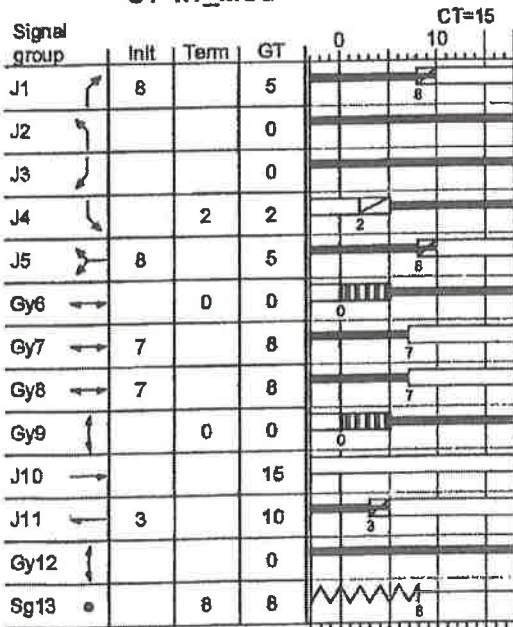 CT=15
Signal group Init Term GT 0 10
J1 8 5 8
J2 0
J3 0
J4 2 2 2
J5 8 5 8
Gy6 0 0 0
Gy7 7 8 7
Gy8 7 8 7
Gy9 0 0 0
J10 15
J11 3 10 3
Gy12 0
Sg13 8 8 8